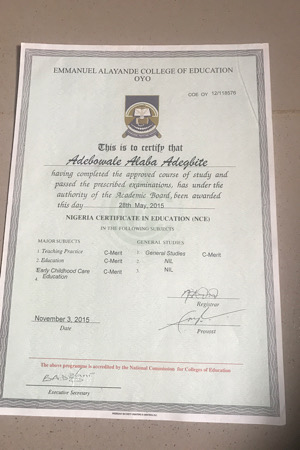 EMMANUEL ALAYANDE COLLEGE OF EDUCATION
OYO
COE-OY 12/118576
This is to certify that
Adebowale Alaba Adegbite
having completed the approved course of study and
passed the prescribed examinations, has under the
authority of the Academic Board, been awarded
this day 28th May, 2015
NIGERIA CERTIFICATE IN EDUCATION (NCE)
IN THE FOLLOWING SUBJECTS
MAJOR SUBJECTS GENERAL STUDIES
1 Teaching Practice C-Merit 1 General Studies C-Merit
2 Education C-Merit NIL
Early Childhood Care C-Merit NIL
Education
4
Registrar
November 3, 2015
Date
Provost
The above programme is accredited by the National Commission for Colleges of Education
Executive Secretary